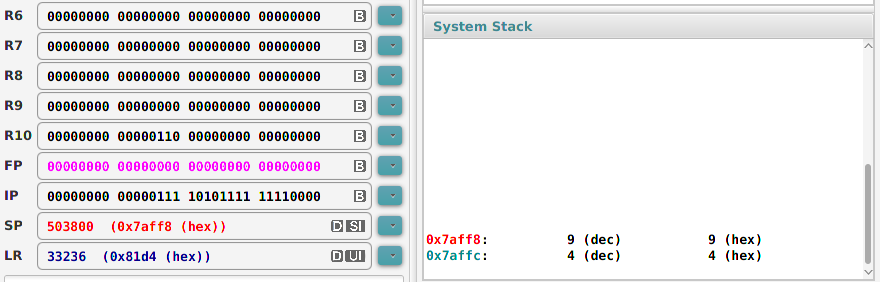 R6 00000000 00000000 00000000 00000000 B
R7 00000000 00000000 00000000 00000000 B
R8 00000000 00000000 00000000 00000000 B
R9 00000000 00000000 00000000 00000000 B
R10 00000000 00000110 00000000 00000000 B
FP 00000000 00000000 00000000 00000000 B
IP 00000000 00000111 10101111 11110000 B
SP 503800 (0x7aff8 (hex)) D SI
LR 33236 (0x81d4 (hex)) D UI
System Stack
0x7aff8: 9 (dec) 9 (hex)
0x7affc: 4 (dec) 4 (hex)